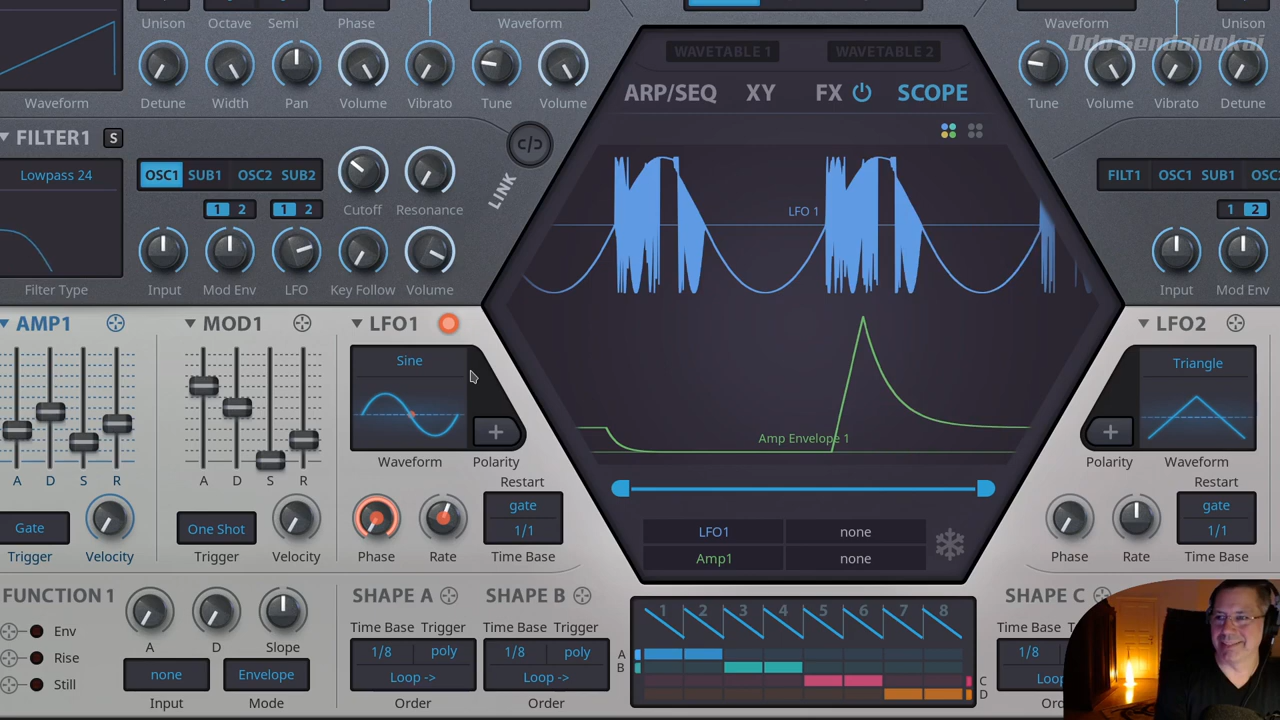 Unison Octave Semi Phase Waveform
Waveform Unison
Odo Sendaidokai
WAVETABLE 1 WAVETABLE 2
ARP/SEQ XY FX SCOPE
Waveform Detune Width Pan Volume Vibrato Tune Volume
Tune Volume Vibrato Detune
FILTER1 S
LINK
Lowpass 24
OSC1 SUB1 OSC2 SUB2
FILT1 OSC1 SUB1
1 2 1 2
Cutoff Resonance
1 2
LFO 1
Filter Type Input Mod Env LFO Key Follow Volume
Input Mod Env
AMP1 MOD1 LFO1
LFO2
Sine
Triangle
Amp Envelope 1
A D S R A D S R
Waveform Polarity
Polarity Waveform
Restart
gate
1/1
Restart
gate
1/1
Gate One Shot
Trigger Velocity Trigger Velocity Phase Rate Time Base
Phase Rate Time Base
LFO1 none
Amp1 none
FUNCTION 1
SHAPE A SHAPE B
SHAPE C
Env
Rise
Still
A D Slope
none Envelope
Input Mode
Time Base Trigger Time Base Trigger
1/8 poly 1/8 poly
Loop -> Loop ->
Order Order
1 2 3 4 5 6 7 8
A
B
C
D
Time Base
1/8